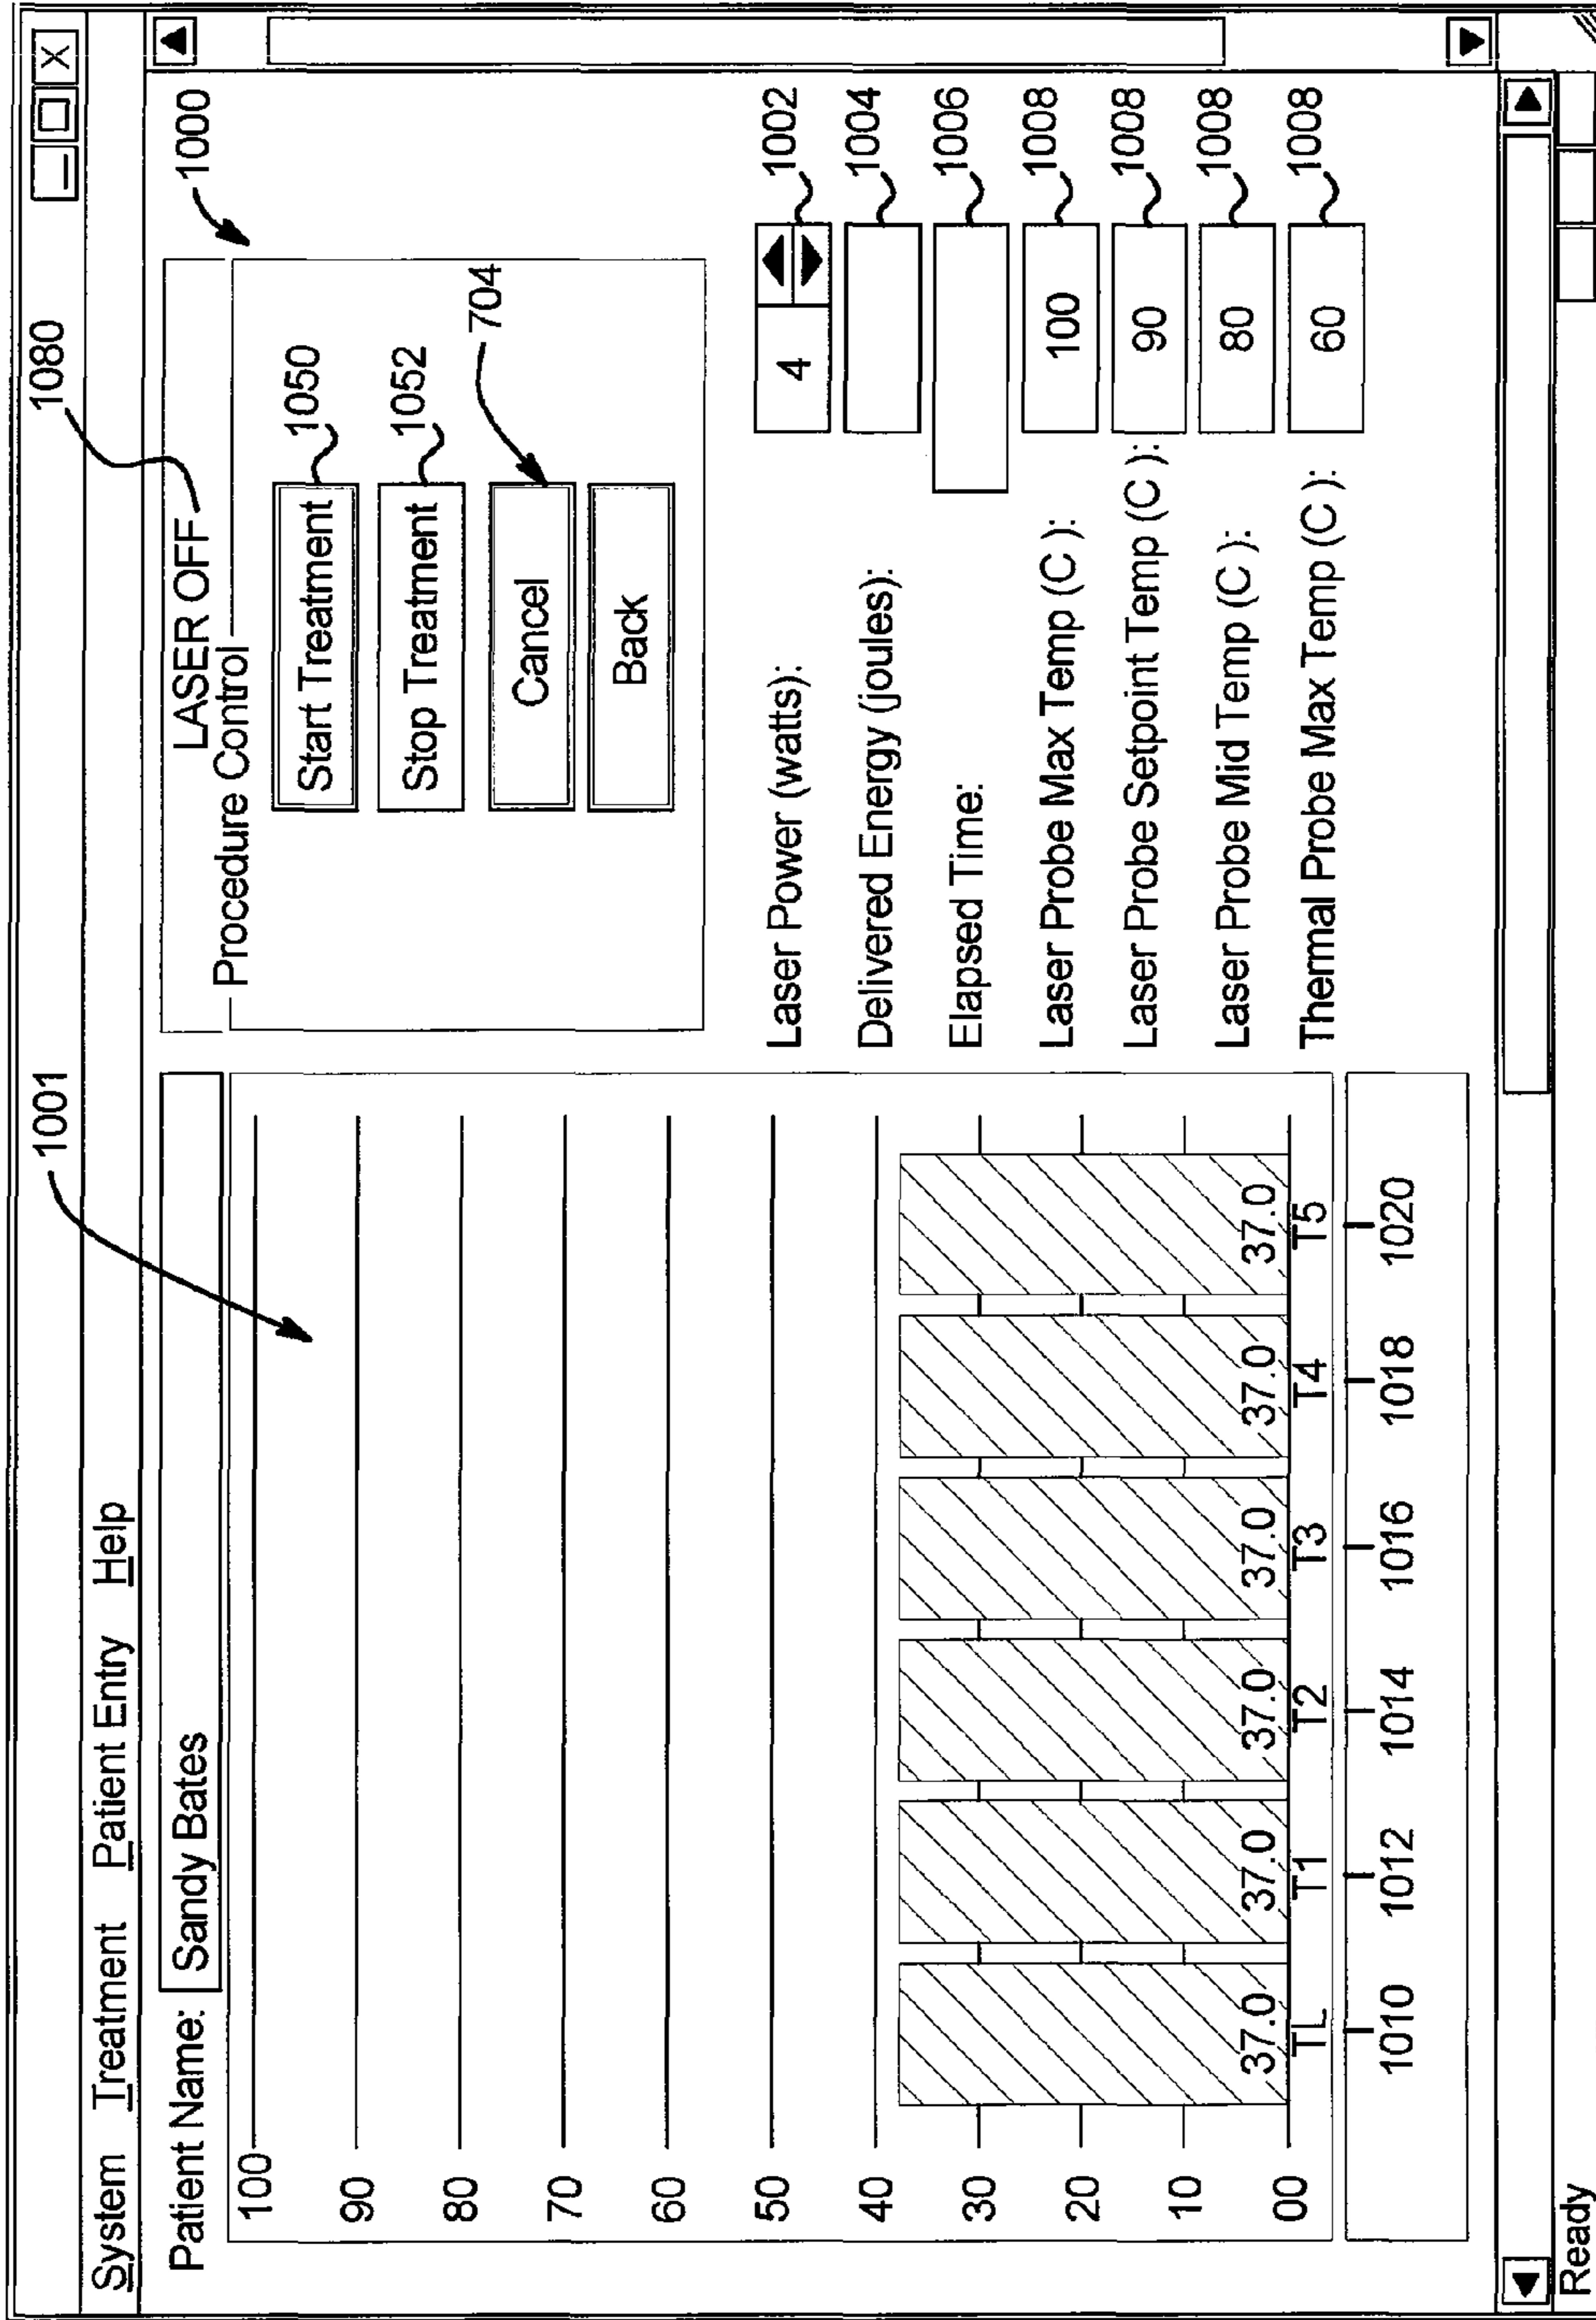 1001
1080
System Treatment Patient Entry Help
Patient Name: Sandy Bates
100
90
80
70
60
50
40
30
20
10
00
37.0 37.0 37.0 37.0 37.0 37.0
TL T1 T2 T3 T4 T5
1010 1012 1014 1016 1018 1020
LASER OFF
1000
Procedure Control
Start Treatment 1050
Stop Treatment 1052
Cancel 704
Back
Laser Power (watts): 4 1002
Delivered Energy (joules): 1004
Elapsed Time: 1006
Laser Probe Max Temp (C ): 100 1008
Laser Probe Setpoint Temp (C ): 90 1008
Laser Probe Mid Temp (C ): 80 1008
Thermal Probe Max Temp (C ): 60 1008
Ready